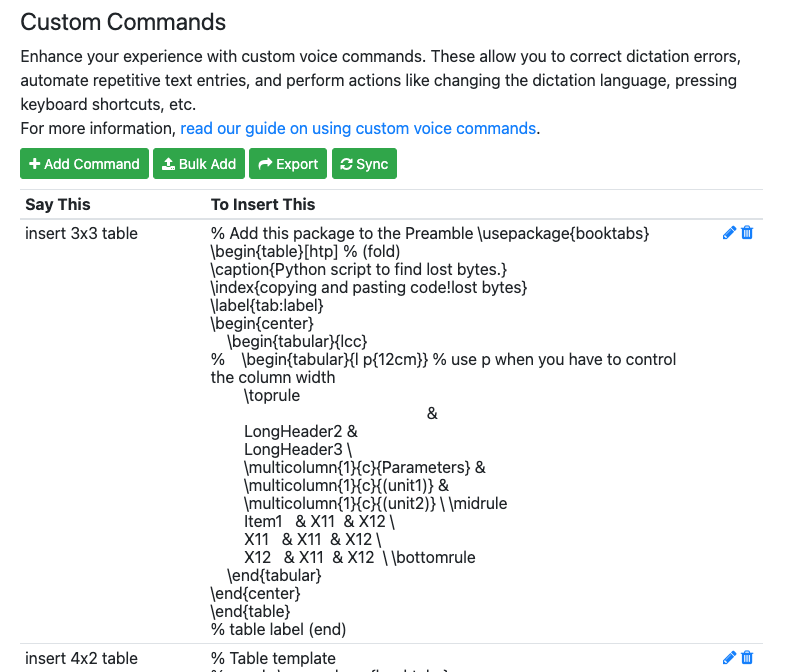 Custom Commands
Enhance your experience with custom voice commands. These allow you to correct dictation errors,
automate repetitive text entries, and perform actions like changing the dictation language, pressing
keyboard shortcuts, etc.
For more information, read our guide on using custom voice commands.
Add Command Bulk Add Export Sync
Say This To Insert This
insert 3x3 table % Add this package to the Preamble \usepackage{booktabs}
\begin{table}[htp] % (fold)
\caption{Python script to find lost bytes.}
\index{copying and pasting code!lost bytes}
\label{tab:label}
\begin{center}
\begin{tabular}{lcc}
% \begin{tabular}{l p{12cm}} % use p when you have to control
the column width
\toprule
&
LongHeader2 &
LongHeader3 \
\multicolumn{1}{c}{Parameters} &
\multicolumn{1}{c}{(unit1)} &
\multicolumn{1}{c}{(unit2)} \ \midrule
Item1 & X11 & X12 \
X11 & X11 & X12 \
X12 & X11 & X12 \ \bottomrule
\end{tabular}
\end{center}
\end{table}
% table label (end)
insert 4x2 table % Table template